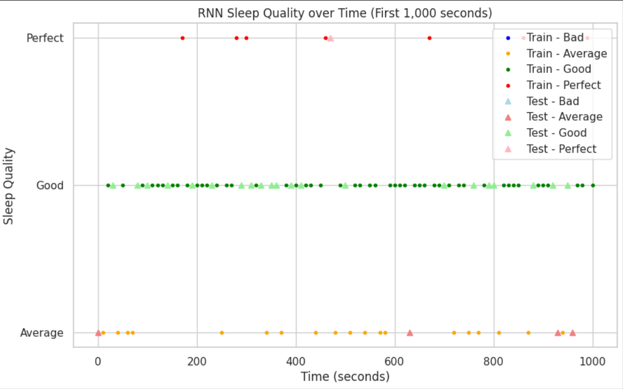 RNN Sleep Quality over Time (First 1,000 seconds)
Perfect
Good
Average
Sleep Quality
Train - Bad
Train - Average
Train - Good
Train - Perfect
Test - Bad
Test - Average
Test - Good
Test - Perfect
0 200 400 600 800 1000
Time (seconds)